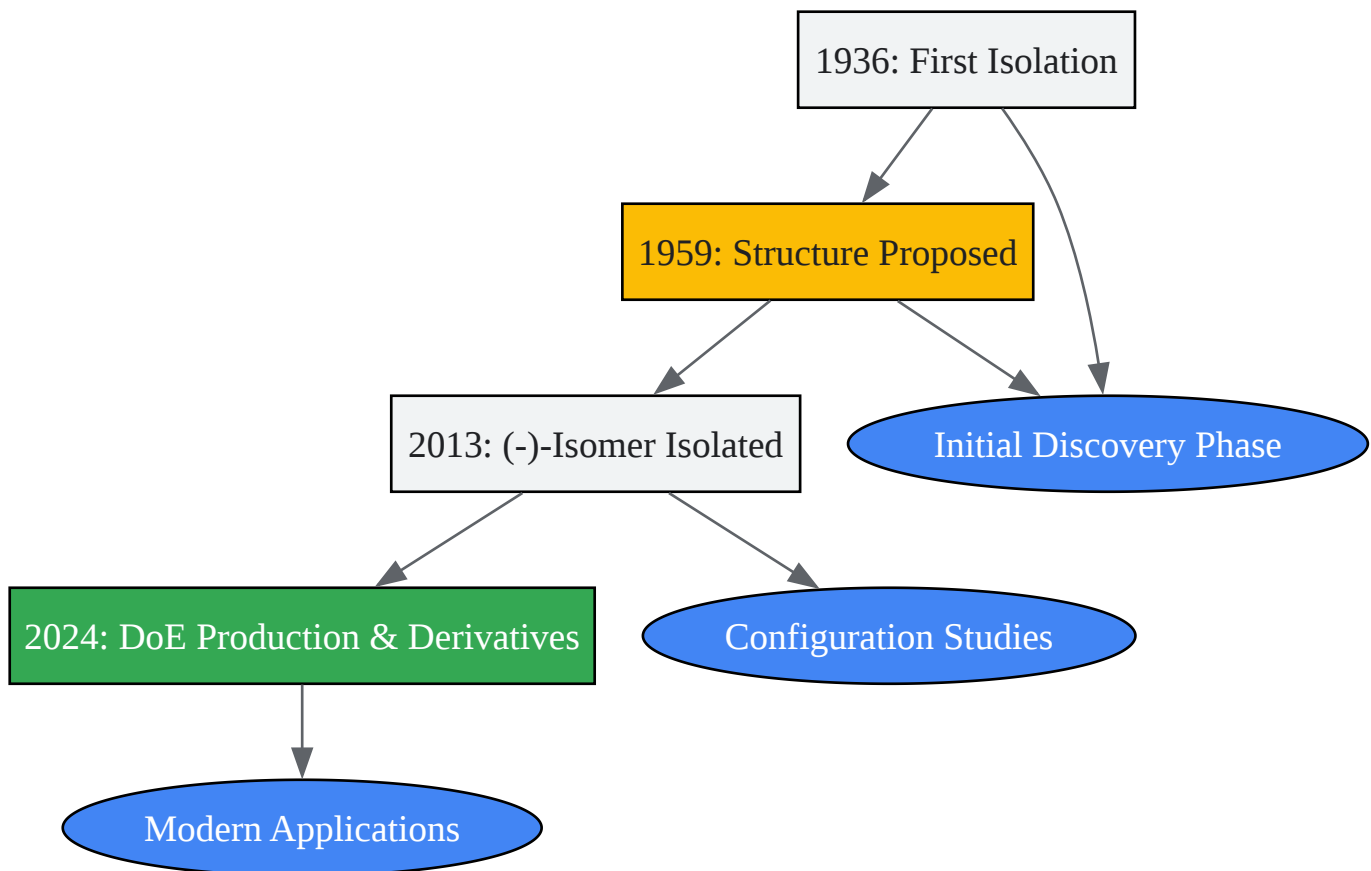 1936: First Isolation
1959: Structure Proposed
2013: (-)-Isomer Isolated
Initial Discovery Phase
2024: DoE Production & Derivatives
Configuration Studies
Modern Applications